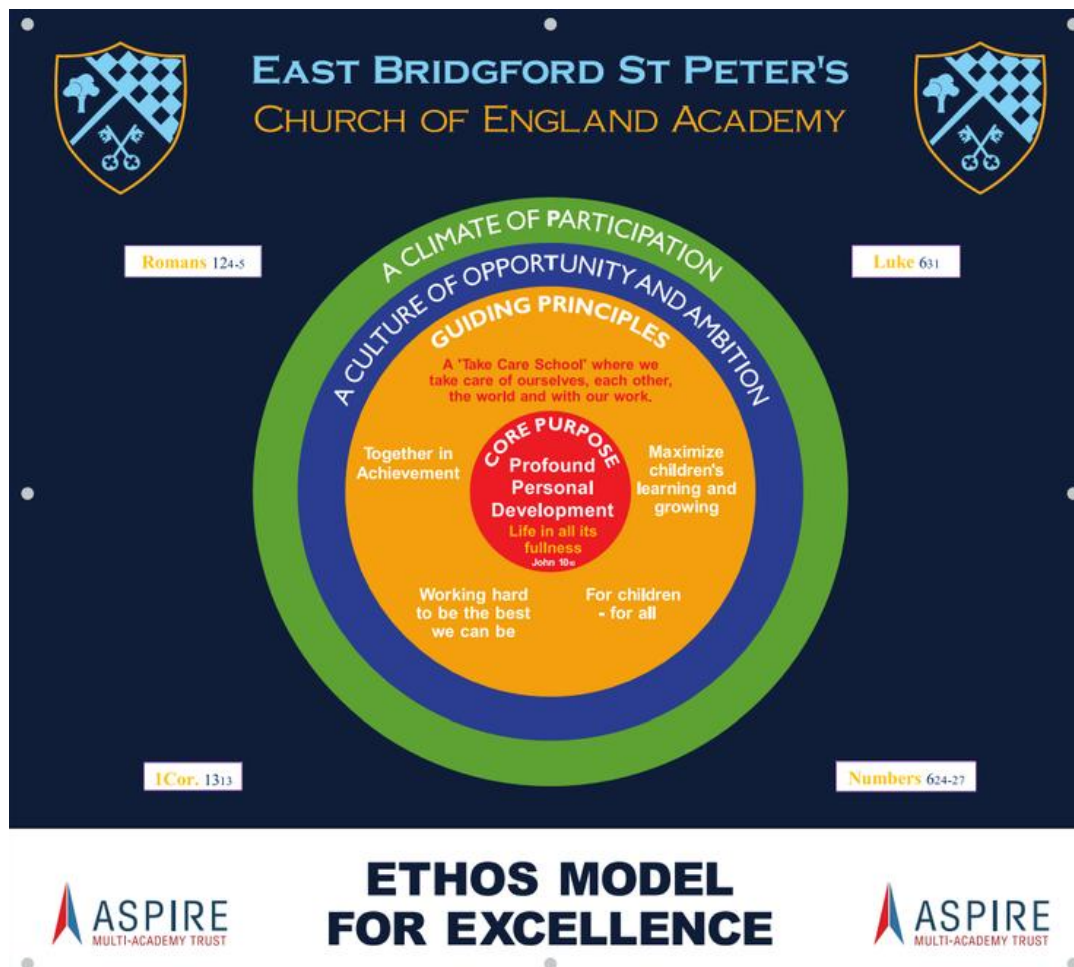 EAST BRIDGFORD ST PETER'S
CHURCH OF ENGLAND ACADEMY
Romans 124-5
Luke 631
A CLIMATE OF PARTICIPATION
A CULTURE OF OPPORTUNITY AND AMBITION
GUIDING PRINCIPLES
A 'Take Care School' where we
take care of ourselves, each other,
the world and with our work.
Together in
Achievement
CORE PURPOSE
Profound
Personal
Development
Life in all its
fullness
John 1010
Maximize
children's
learning and
growing
Working hard
to be the best
we can be
For children
- for all
1Cor. 1313
Numbers 624-27
ASPIRE
MULTI-ACADEMY TRUST
ETHOS MODEL
FOR EXCELLENCE
ASPIRE
MULTI-ACADEMY TRUST